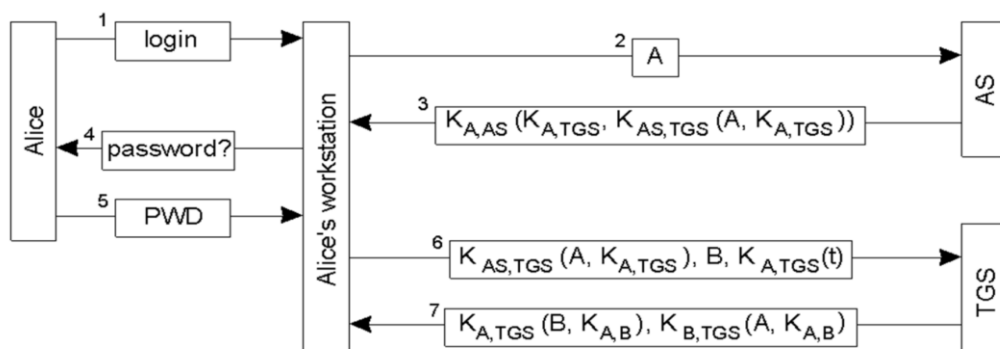 Alice
Alice's workstation
AS
TGS
1 login
2 A
3 K_A,AS (K_A,TGS, K_AS,TGS (A, K_A,TGS))
4 password?
5 PWD
6 K_AS,TGS (A, K_A,TGS), B, K_A,TGS(t)
7 K_A,TGS (B, K_A,B), K_B,TGS(A, K_A,B)